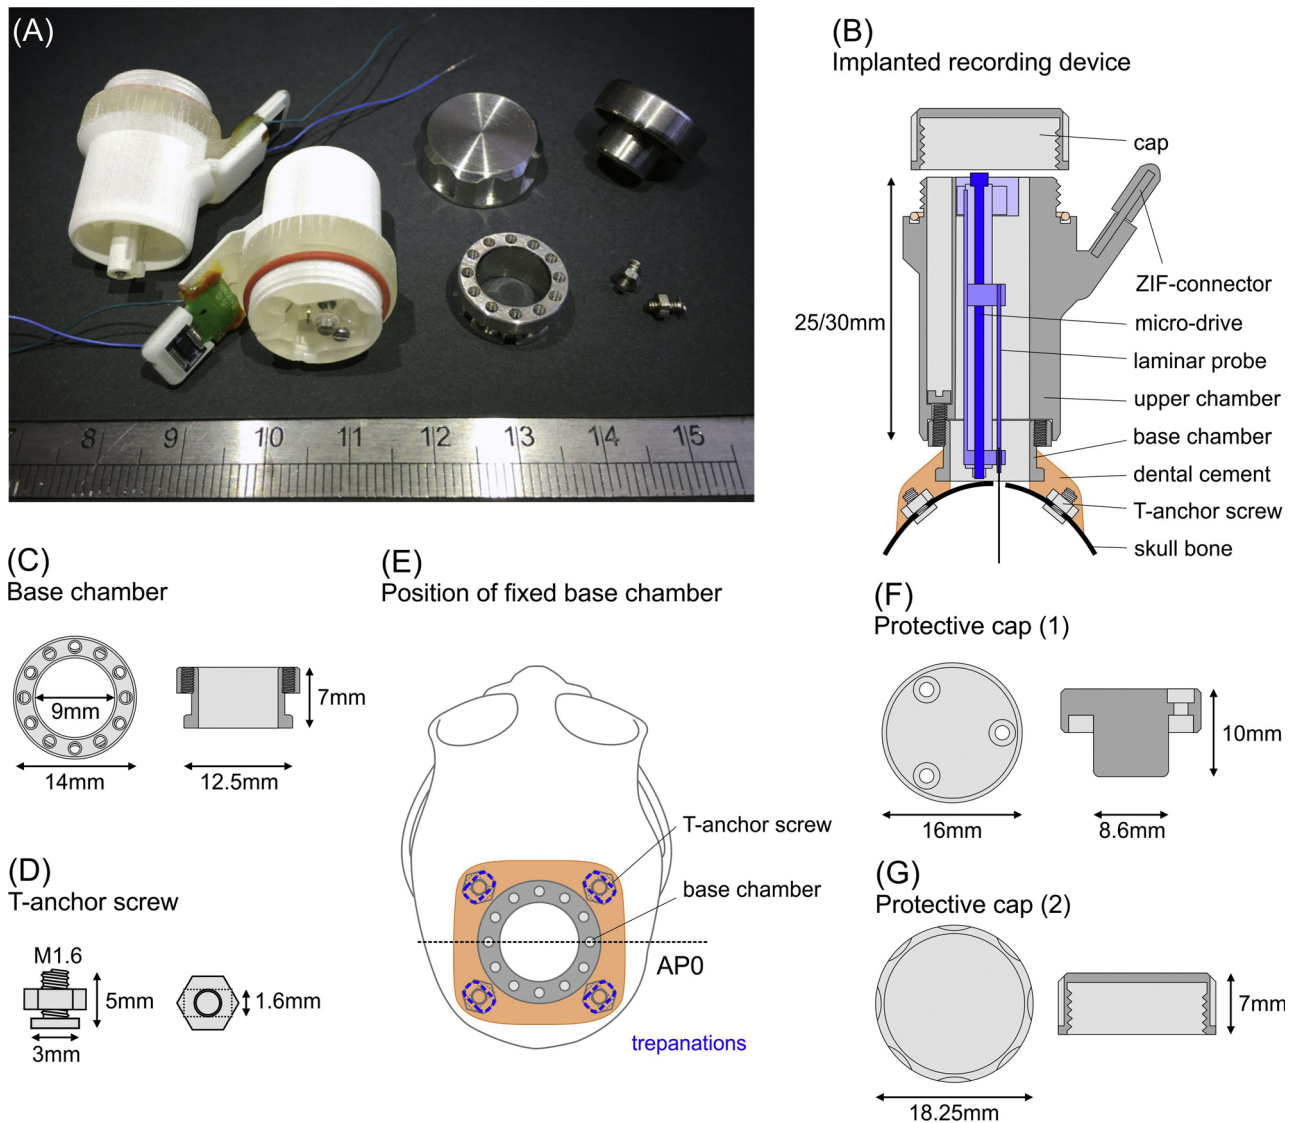 (A)
7 8 9 10 11 12 13 14 15
(B)
Implanted recording device
cap
ZIF-connector
25/30mm
micro-drive
laminar probe
upper chamber
base chamber
dental cement
T-anchor screw
skull bone
(C)
Base chamber
9mm
7mm
14mm
12.5mm
(D)
T-anchor screw
M1.6
5mm
1.6mm
3mm
(E)
Position of fixed base chamber
T-anchor screw
base chamber
AP0
trepanations
(F)
Protective cap (1)
10mm
16mm
8.6mm
(G)
Protective cap (2)
7mm
18.25mm